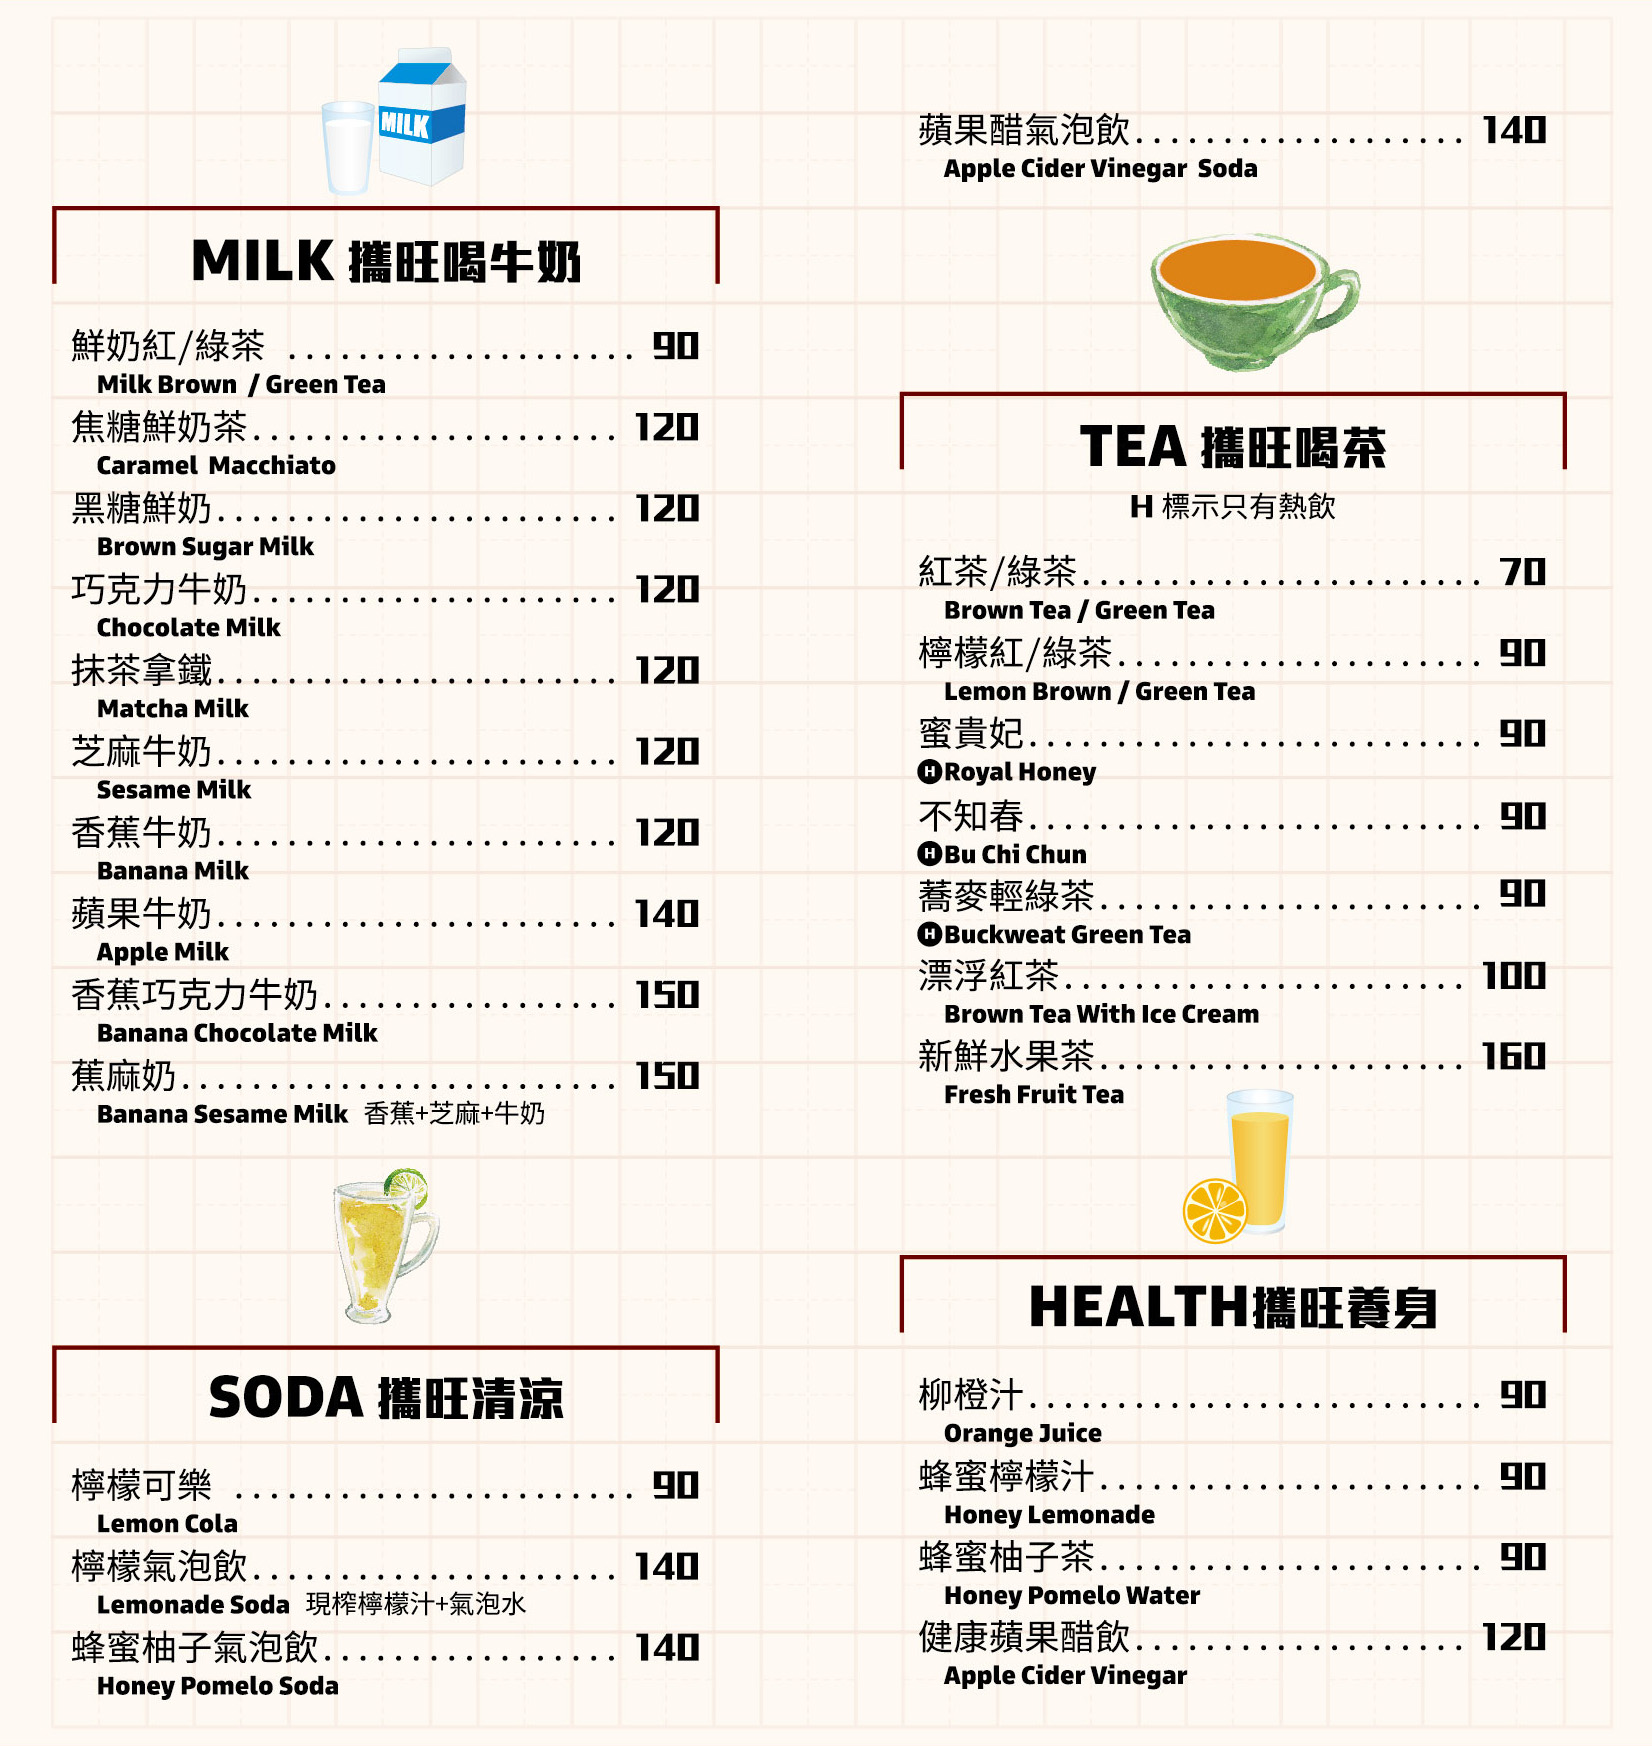 MILK
MILK 攜旺喝牛奶
鮮奶紅/綠茶 .................... 90
Milk Brown / Green Tea
焦糖鮮奶茶..................... 120
Caramel Macchiato
黑糖鮮奶....................... 120
Brown Sugar Milk
巧克力牛奶..................... 120
Chocolate Milk
抹茶拿鐵....................... 120
Matcha Milk
芝麻牛奶....................... 120
Sesame Milk
香蕉牛奶....................... 120
Banana Milk
蘋果牛奶....................... 140
Apple Milk
香蕉巧克力牛奶................. 150
Banana Chocolate Milk
蕉麻奶......................... 150
Banana Sesame Milk 香蕉+芝麻+牛奶
SODA 攜旺清涼
檸檬可樂 ....................... 90
Lemon Cola
檸檬氣泡飲..................... 140
Lemonade Soda 現榨檸檬汁+氣泡水
蜂蜜柚子氣泡飲................. 140
Honey Pomelo Soda
蘋果醋氣泡飲................... 140
Apple Cider Vinegar Soda
TEA 攜旺喝茶
H 標示只有熱飲
紅茶/綠茶....................... 70
Brown Tea / Green Tea
檸檬紅/綠茶..................... 90
Lemon Brown / Green Tea
蜜貴妃.......................... 90
H Royal Honey
不知春.......................... 90
H Bu Chi Chun
蕎麥輕綠茶...................... 90
H Buckweat Green Tea
漂浮紅茶....................... 100
Brown Tea With Ice Cream
新鮮水果茶..................... 160
Fresh Fruit Tea
HEALTH攜旺養身
柳橙汁.......................... 90
Orange Juice
蜂蜜檸檬汁...................... 90
Honey Lemonade
蜂蜜柚子茶...................... 90
Honey Pomelo Water
健康蘋果醋飲................... 120
Apple Cider Vinegar